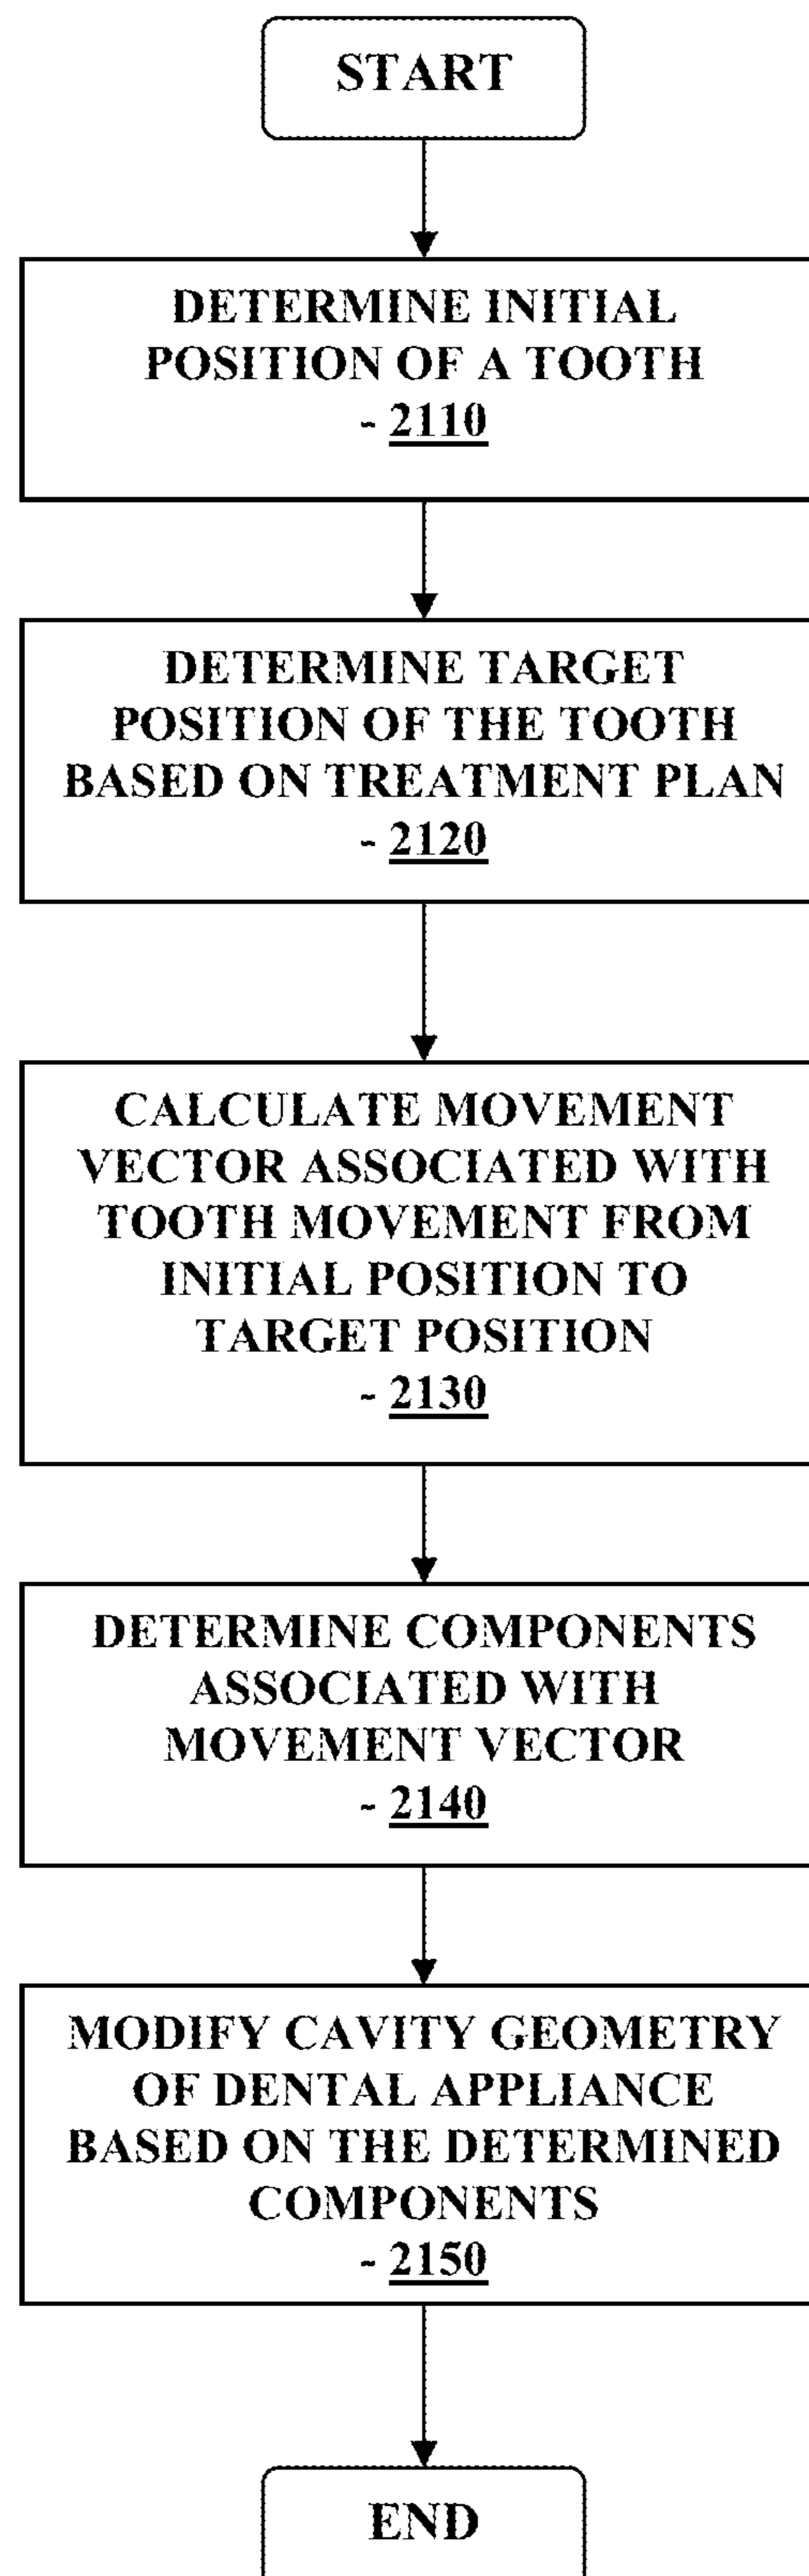 START
DETERMINE INITIAL
POSITION OF A TOOTH
- 2110
DETERMINE TARGET
POSITION OF THE TOOTH
BASED ON TREATMENT PLAN
- 2120
CALCULATE MOVEMENT
VECTOR ASSOCIATED WITH
TOOTH MOVEMENT FROM
INITIAL POSITION TO
TARGET POSITION
- 2130
DETERMINE COMPONENTS
ASSOCIATED WITH
MOVEMENT VECTOR
- 2140
MODIFY CAVITY GEOMETRY
OF DENTAL APPLIANCE
BASED ON THE DETERMINED
COMPONENTS
- 2150
END